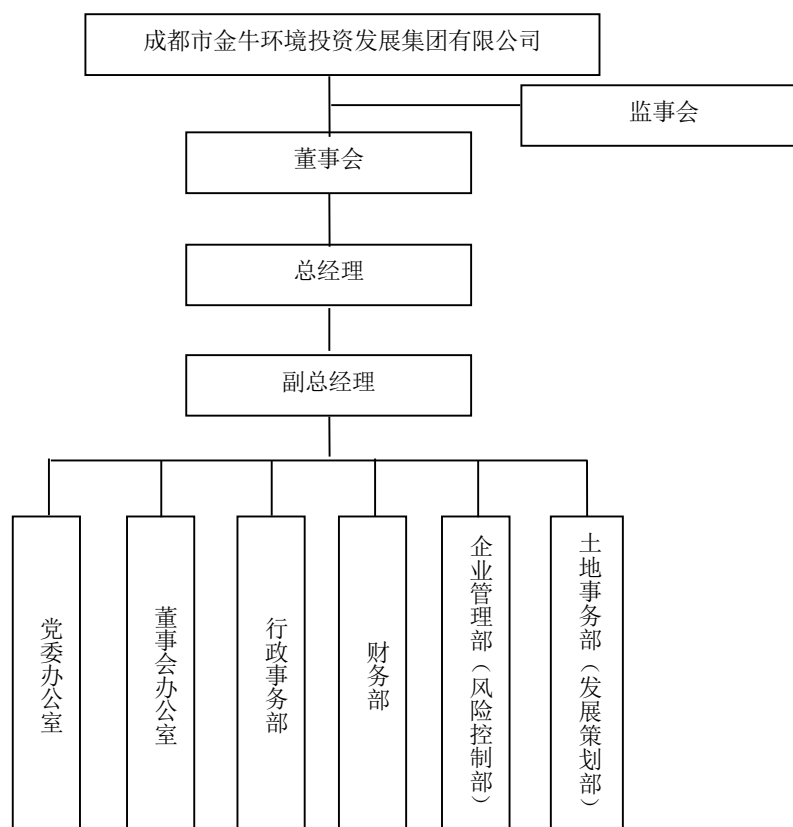 成都市金牛环境投资发展集团有限公司
监事会
董事会
总经理
副总经理
党委办公室
董事会办公室
行政事务部
财务部
企业管理部（风险控制部）
土地事务部（发展策划部）